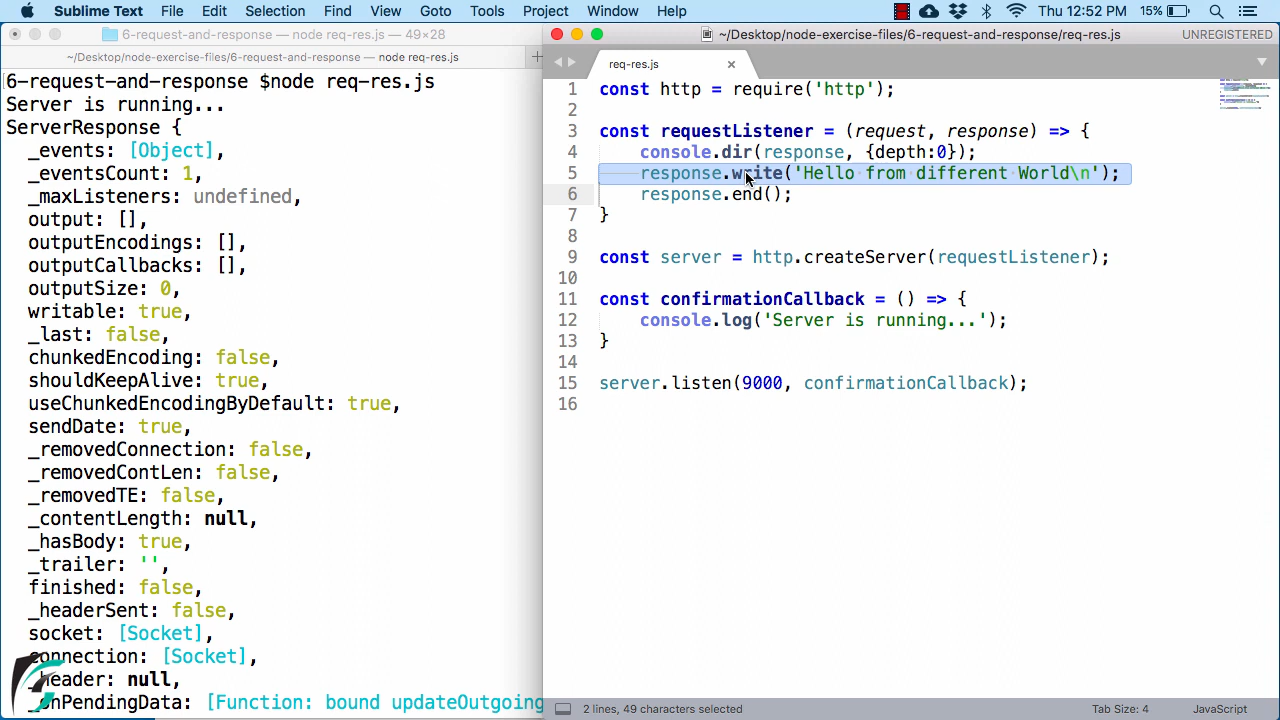 Sublime Text File Edit Selection Find View Goto Tools Project Window Help Thu 12:52 PM 15%
6-request-and-response — node req-res.js — 49×28
~/Desktop/node-exercise-files/6-request-and-response — node req-res.js +
6-request-and-response $node req-res.js
Server is running...
ServerResponse {
_events: [Object],
_eventsCount: 1,
_maxListeners: undefined,
output: [],
outputEncodings: [],
outputCallbacks: [],
outputSize: 0,
writable: true,
_last: false,
chunkedEncoding: false,
shouldKeepAlive: true,
useChunkedEncodingByDefault: true,
sendDate: true,
_removedConnection: false,
_removedContLen: false,
_removedTE: false,
_contentLength: null,
_hasBody: true,
_trailer: '',
finished: false,
_headerSent: false,
socket: [Socket],
connection: [Socket],
_header: null,
_onPendingData: [Function: bound updateOutgoing
~/Desktop/node-exercise-files/6-request-and-response/req-res.js UNREGISTERED
req-res.js ×
1 const http = require('http');
2
3 const requestListener = (request, response) => {
4 console.dir(response, {depth:0});
5 response.write('Hello from different World\n');
6 response.end();
7 }
8
9 const server = http.createServer(requestListener);
10
11 const confirmationCallback = () => {
12 console.log('Server is running...');
13 }
14
15 server.listen(9000, confirmationCallback);
16
2 lines, 49 characters selected Tab Size: 4 JavaScript